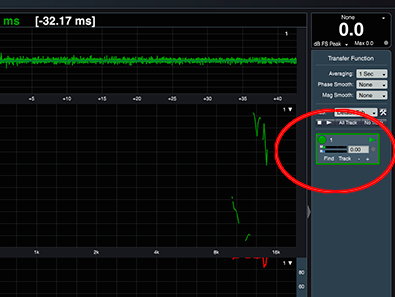 ms [-32.17 ms]
None
0.0
dB FS Peak Max 0.0
1
Transfer Function
Averaging: 1 Sec
Phase Smooth: None
Mag Smooth: None
+5 +10 +15 +20 +25 +30 +35 +40
All Track
1
1
0.00
Find Track - +
1k 2k 4k 8k 16k
1
60
60